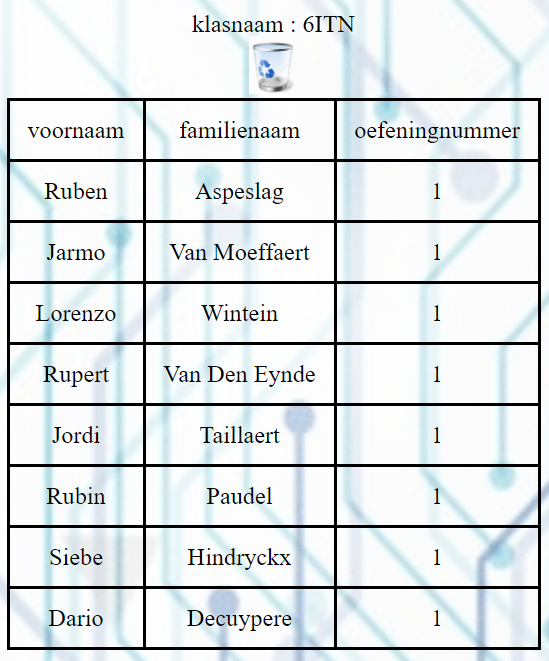 klasnaam : 6ITN
voornaam familienaam oefeningnummer
Ruben Aspeslag 1
Jarmo Van Moeffaert 1
Lorenzo Wintein 1
Rupert Van Den Eynde 1
Jordi Taillaert 1
Rubin Paudel 1
Siebe Hindryckx 1
Dario Decuypere 1